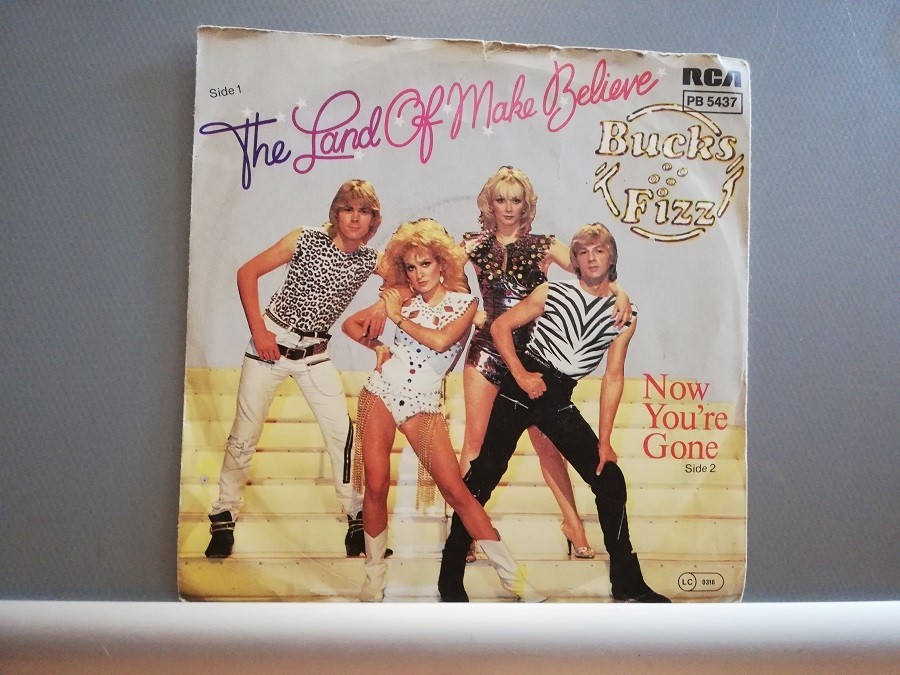 Side 1
The Land Of Make Believe
RCA
PB 5437
Bucks
Fizz
Now
You're
Gone
Side 2
LC 0316